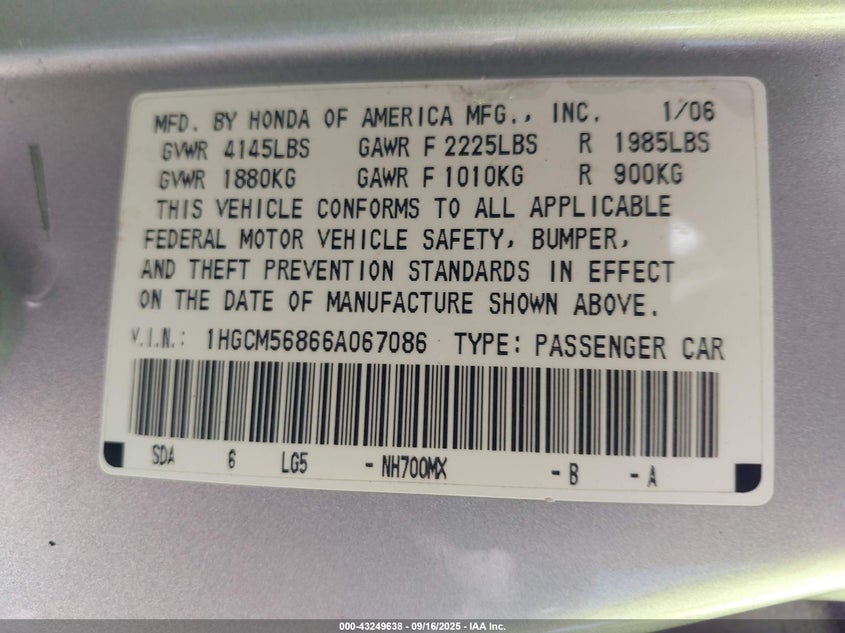 MFD. BY HONDA OF AMERICA MFG., INC. 1/06
GVWR 4145LBS GAWR F 2225LBS R 1985LBS
GVWR 1880KG GAWR F 1010KG R 900KG
THIS VEHICLE CONFORMS TO ALL APPLICABLE
FEDERAL MOTOR VEHICLE SAFETY, BUMPER,
AND THEFT PREVENTION STANDARDS IN EFFECT
ON THE DATE OF MANUFACTURE SHOWN ABOVE.
V.I.N.: 1HGCM56866A067086 TYPE: PASSENGER CAR
SDA 6 LG5 - NH700MX - B - A
000-43249638 - 09/16/2025 - IAA Inc.